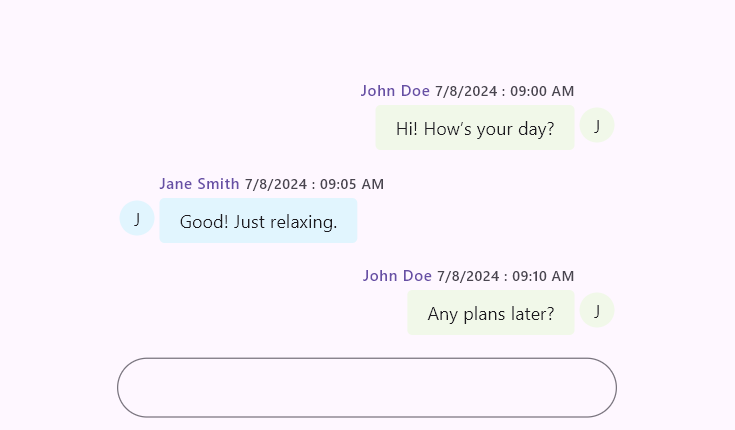 John Doe 7/8/2024 : 09:00 AM
Hi! How's your day?
J
Jane Smith 7/8/2024 : 09:05 AM
J
Good! Just relaxing.
John Doe 7/8/2024 : 09:10 AM
Any plans later?
J